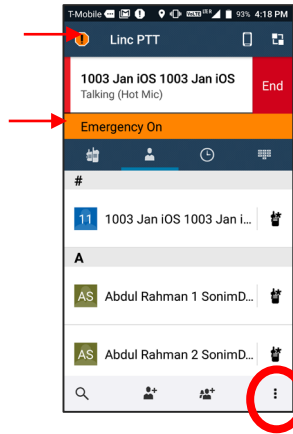 T-Mobile 93% 4:18 PM
Linc PTT
1003 Jan iOS 1003 Jan iOS
Talking (Hot Mic)
End
Emergency On
#
11 1003 Jan iOS 1003 Jan i...
A
AS Abdul Rahman 1 SonimD...
AS Abdul Rahman 2 SonimD...